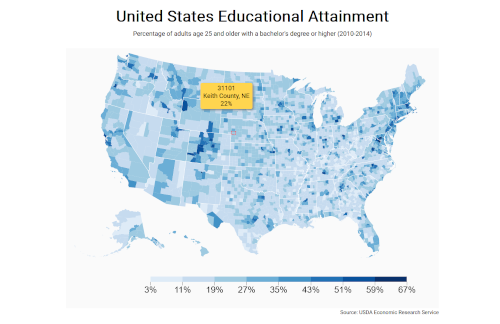 United States Educational Attainment
Percentage of adults age 25 and older with a bachelor's degree or higher (2010-2014)
31101
Keith County, NE
22%
3% 11% 19% 27% 35% 43% 51% 59% 67%
Source: USDA Economic Research Service